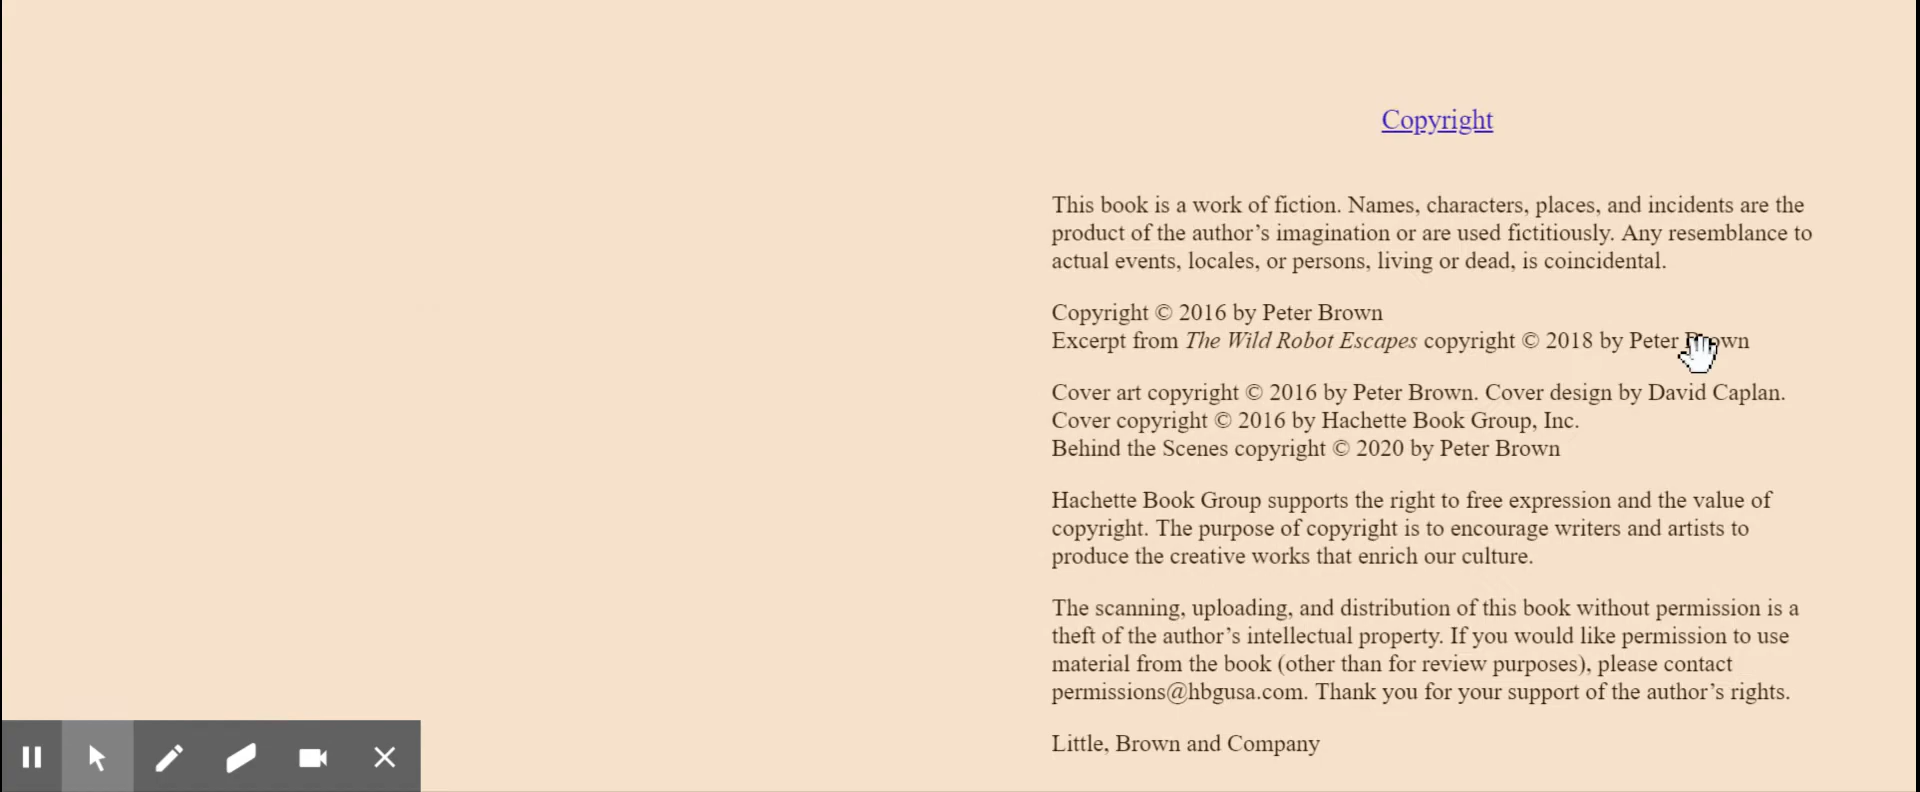 Copyright
This book is a work of fiction. Names, characters, places, and incidents are the
product of the author’s imagination or are used fictitiously. Any resemblance to
actual events, locales, or persons, living or dead, is coincidental.
Copyright © 2016 by Peter Brown
Excerpt from The Wild Robot Escapes copyright © 2018 by Peter Brown
Cover art copyright © 2016 by Peter Brown. Cover design by David Caplan.
Cover copyright © 2016 by Hachette Book Group, Inc.
Behind the Scenes copyright © 2020 by Peter Brown
Hachette Book Group supports the right to free expression and the value of
copyright. The purpose of copyright is to encourage writers and artists to
produce the creative works that enrich our culture.
The scanning, uploading, and distribution of this book without permission is a
theft of the author’s intellectual property. If you would like permission to use
material from the book (other than for review purposes), please contact
permissions@hbgusa.com. Thank you for your support of the author’s rights.
Little, Brown and Company